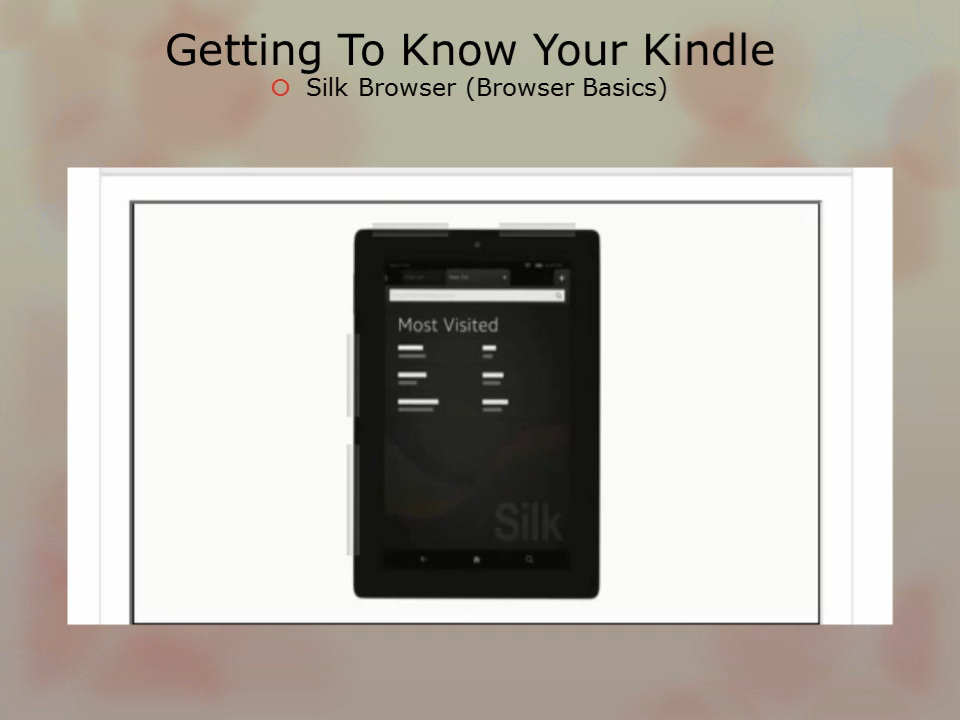 Getting To Know Your Kindle
Silk Browser (Browser Basics)
Most Visited
Silk